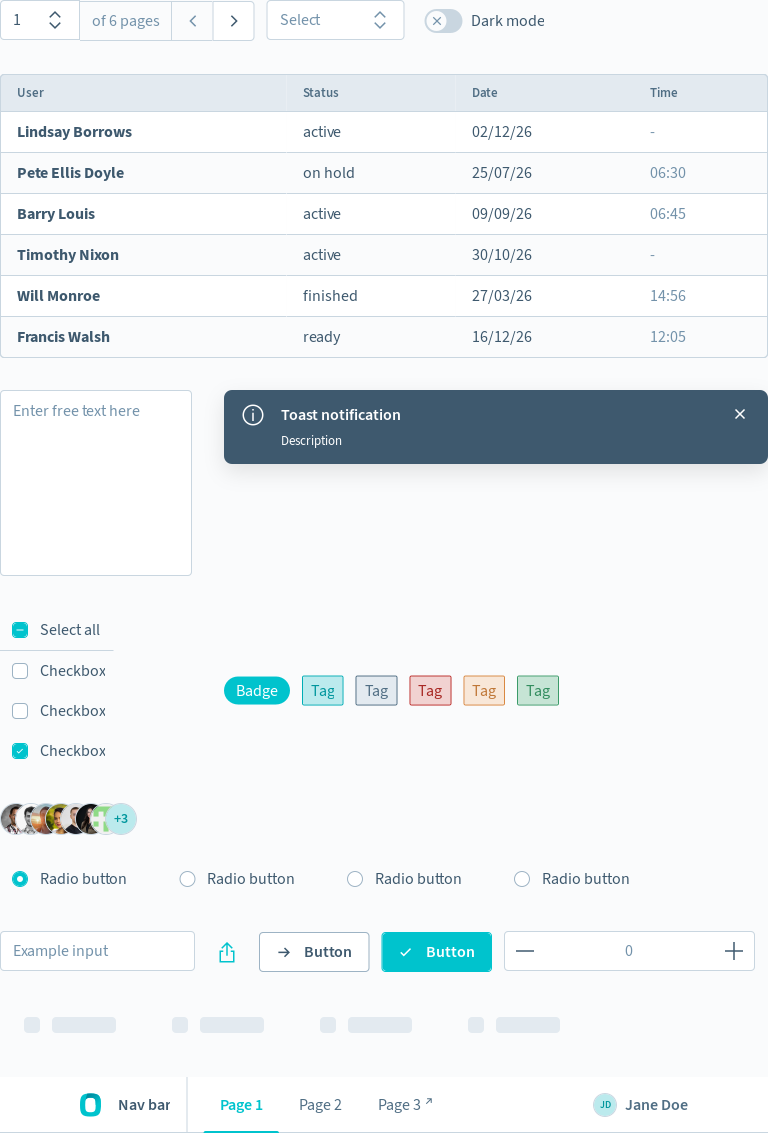 1 of 6 pages Select Dark mode
User Status Date Time
Lindsay Borrows active 02/12/26 -
Pete Ellis Doyle on hold 25/07/26 06:30
Barry Louis active 09/09/26 06:45
Timothy Nixon active 30/10/26 -
Will Monroe finished 27/03/26 14:56
Francis Walsh ready 16/12/26 12:05
Enter free text here
Toast notification
Description
Select all
Checkbox
Badge Tag Tag Tag Tag Tag
Checkbox
Checkbox
+3
Radio button Radio button Radio button Radio button
Example input Button Button 0
Nav bar Page 1 Page 2 Page 3 JD Jane Doe